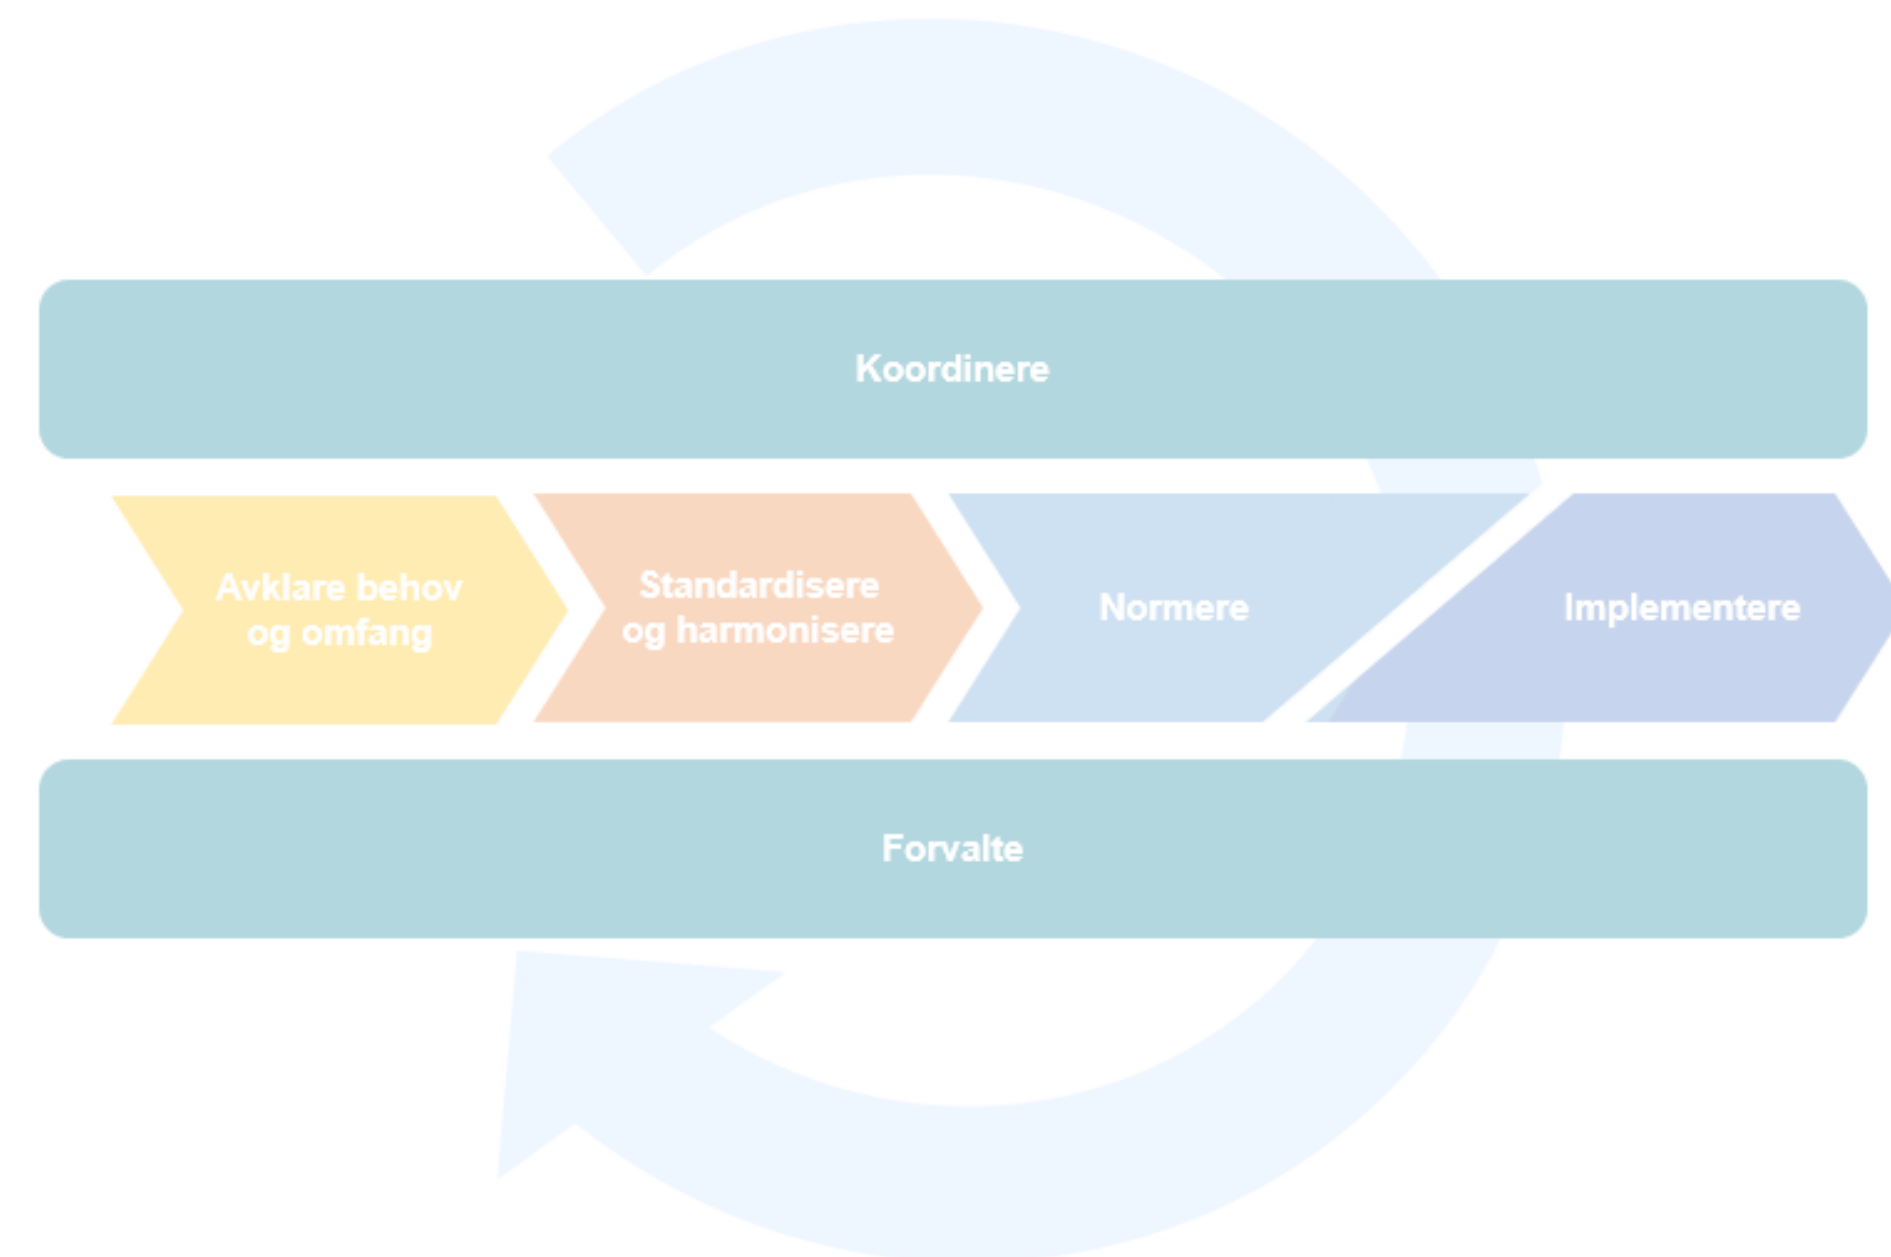 Koordinere
Avklare behov
og omfang
Standardisere
og harmonisere
Normere
Implementere
Forvalte